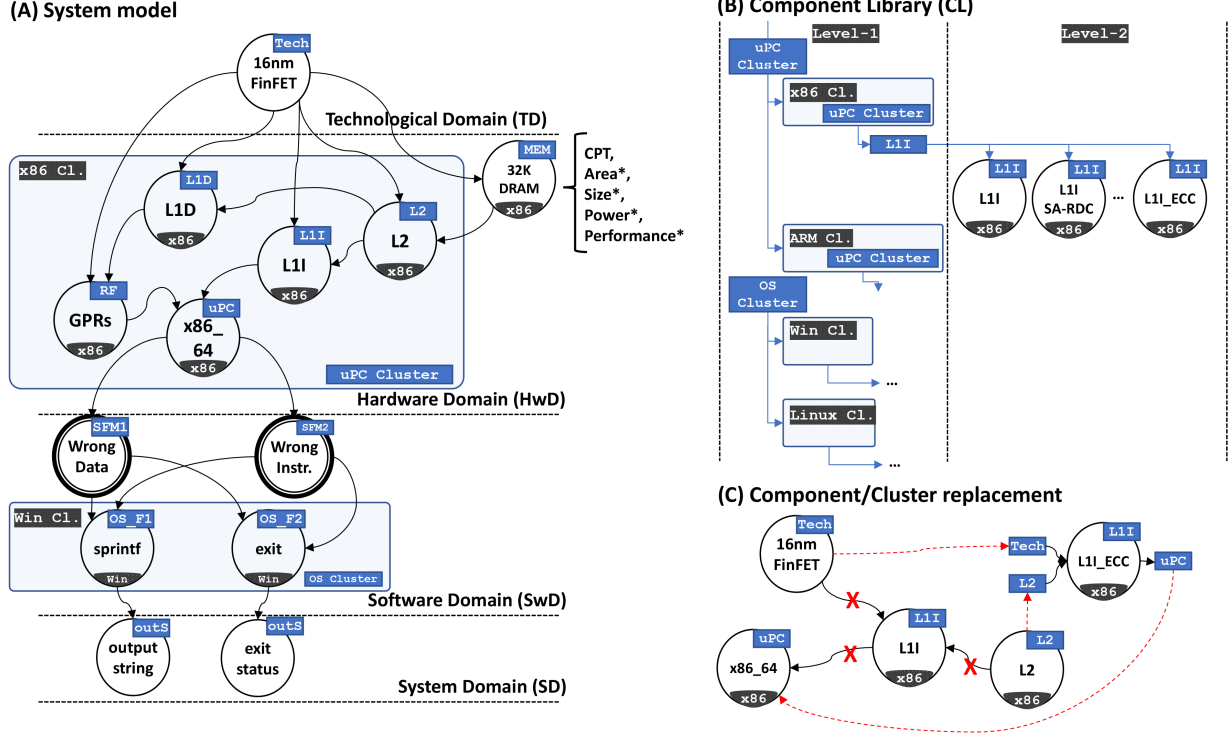 (A) System model
Tech
16nm
FinFET
Technological Domain (TD)
x86 Cl.
MEM
32K
DRAM
x86
CPT,
Area*,
Size*,
Power*,
Performance*
L1D
L1D
x86
L2
L2
x86
L1I
L1I
x86
RF
GPRs
x86
uPC
x86_
64
x86
uPC Cluster
Hardware Domain (HwD)
SFM1
Wrong
Data
SFM2
Wrong
Instr.
Win Cl.
OS_F1
sprintf
Win
OS_F2
exit
Win
OS Cluster
Software Domain (SwD)
outS
output
string
outS
exit
status
System Domain (SD)
(B) Component Library (CL)
Level-1
Level-2
uPC
Cluster
x86 Cl.
uPC Cluster
L1I
L1I
L1I
x86
L1I
L1I
SA-RDC
x86
...
L1I
L1I_ECC
x86
ARM Cl.
uPC Cluster
OS
Cluster
Win Cl.
...
Linux Cl.
...
(C) Component/Cluster replacement
Tech
16nm
FinFET
Tech
L2
L1I
L1I_ECC
x86
uPC
X
L1I
L1I
x86
uPC
x86_64
x86
X
X
L2
L2
x86